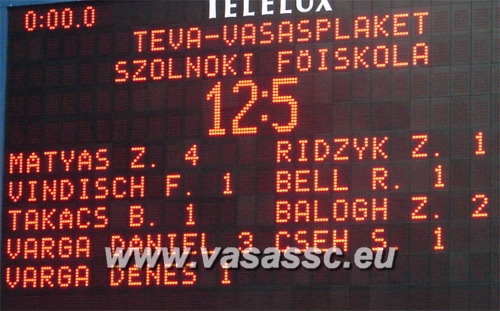 TELELUX
0:00.0
TEVA-VASASPLAKET
SZOLNOKI FÖISKOLA
12:5
MATYAS Z. 4 RIDZYK Z. 1
VINDISCH F. 1 BELL R. 1
TAKACS B. 1 BALOGH Z. 2
VARGA DANIEL 3 CSEH S. 1
VARGA DENES 1
www.vasassc.eu